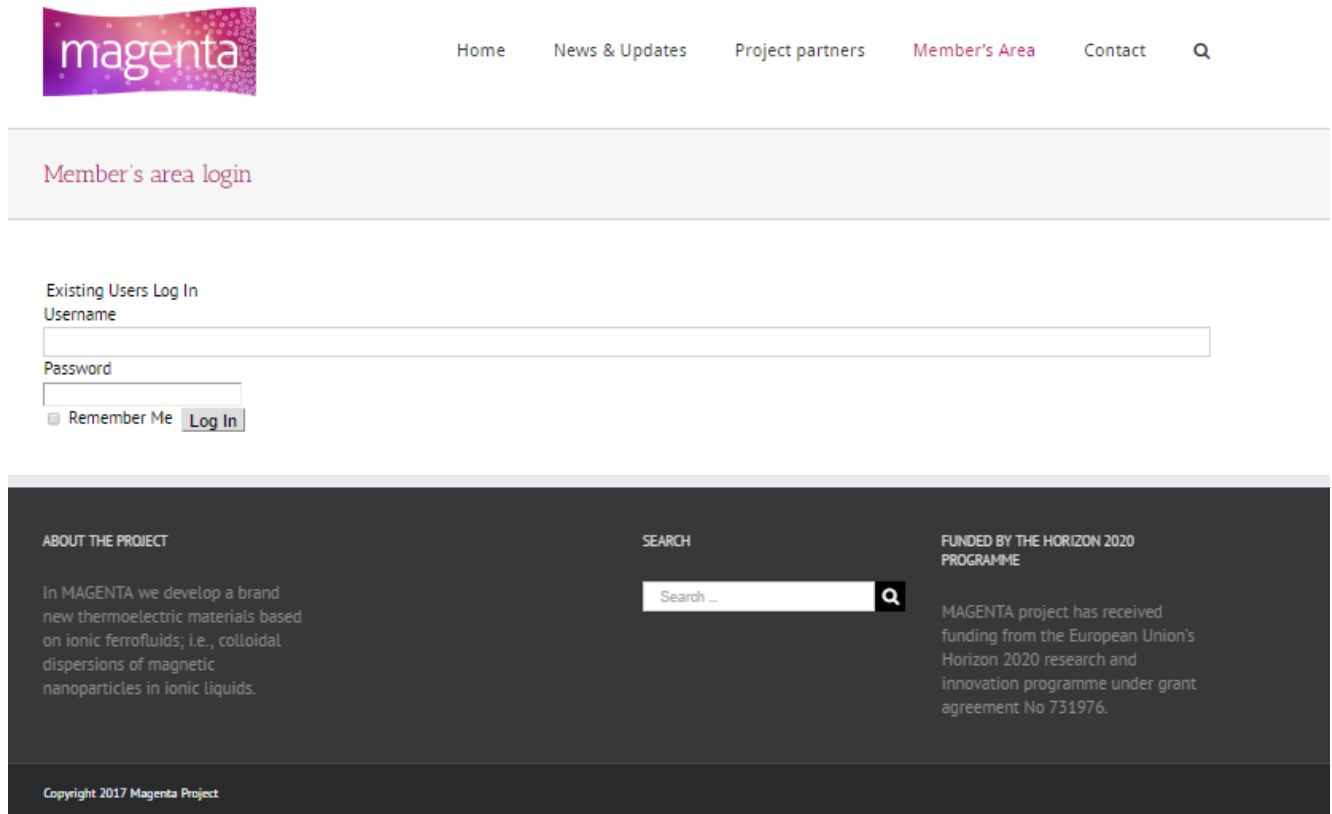 magenta
Home News & Updates Project partners Member's Area Contact
Member's area login
Existing Users Log In
Username
Password
Remember Me Log In
ABOUT THE PROJECT
In MAGENTA we develop a brand
new thermoelectric materials based
on ionic ferrofluids; i.e., colloidal
dispersions of magnetic
nanoparticles in ionic liquids.
SEARCH
Search ...
FUNDED BY THE HORIZON 2020
PROGRAMME
MAGENTA project has received
funding from the European Union's
Horizon 2020 research and
innovation programme under grant
agreement No 731976.
Copyright 2017 Magenta Project